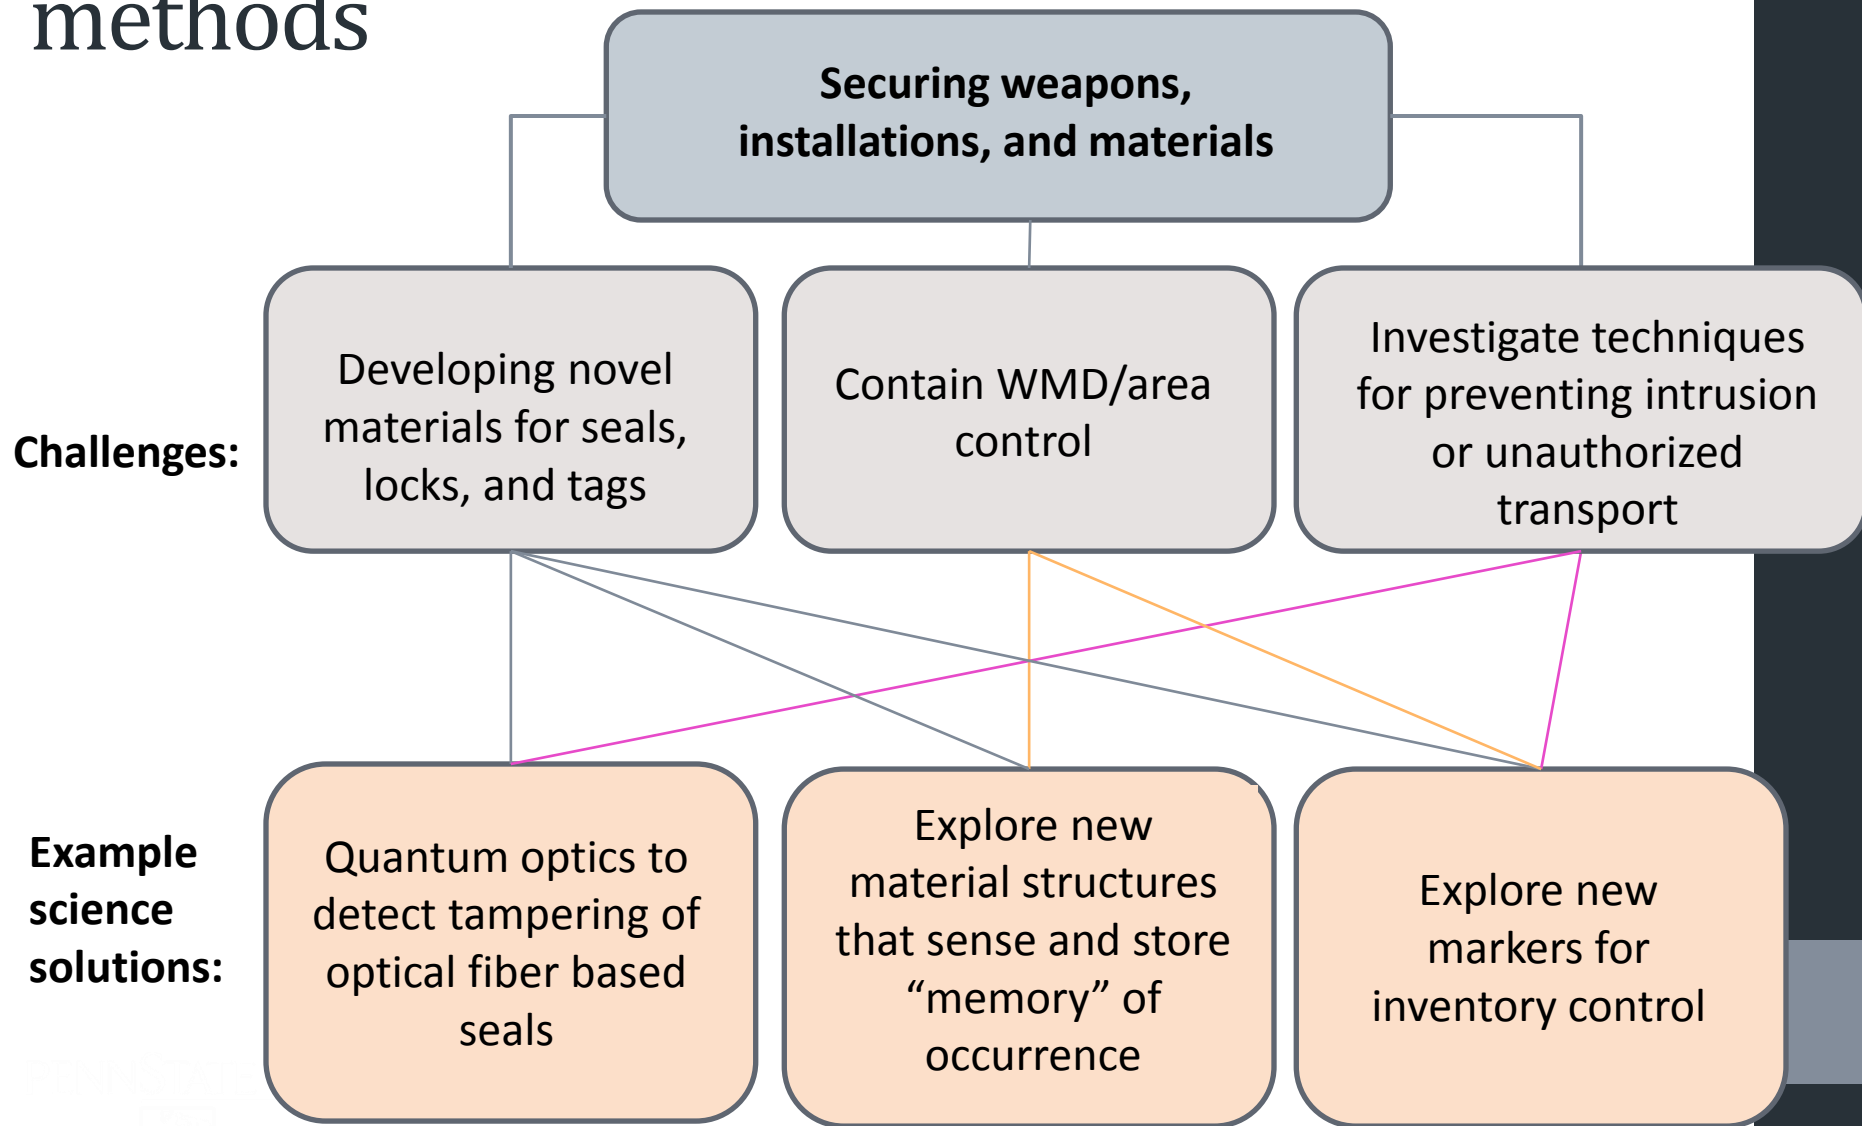 methods
Securing weapons,
installations, and materials
Challenges:
Developing novel
materials for seals,
locks, and tags
Contain WMD/area
control
Investigate techniques
for preventing intrusion
or unauthorized
transport
Example
science
solutions:
Quantum optics to
detect tampering of
optical fiber based
seals
Explore new
material structures
that sense and store
“memory” of
occurrence
Explore new
markers for
inventory control